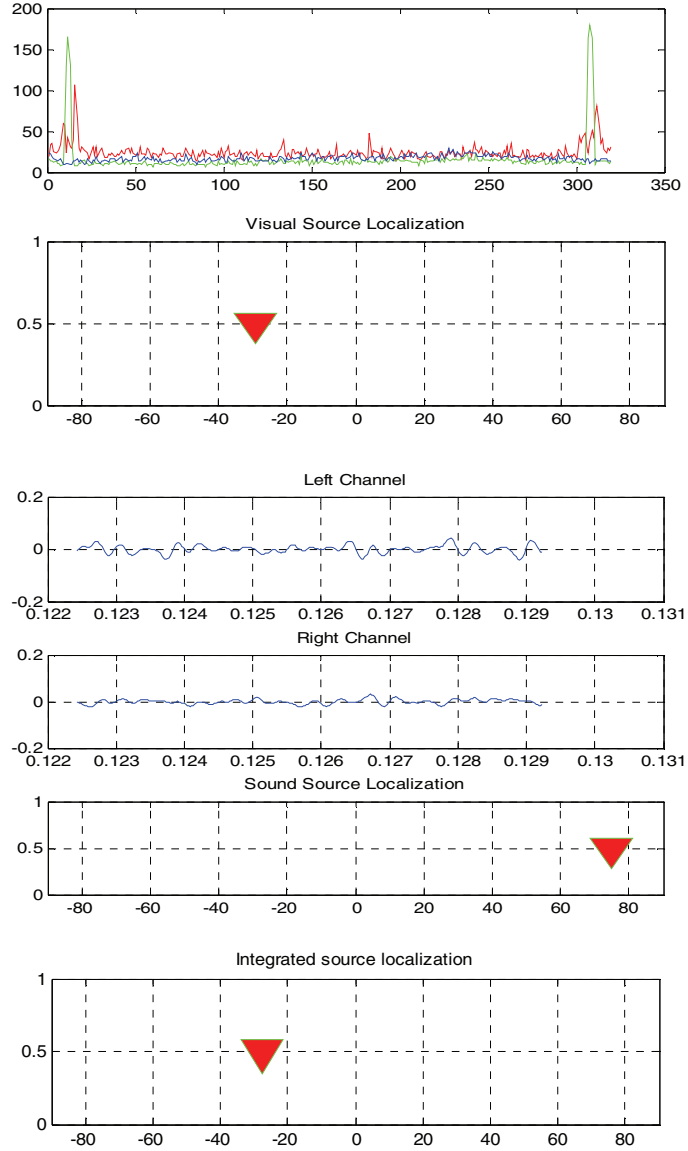 200
150
100
50
0
0 50 100 150 200 250 300 350
Visual Source Localization
1
0.5
0
-80 -60 -40 -20 0 20 40 60 80
Left Channel
0.2
0
-0.2
0.122 0.123 0.124 0.125 0.126 0.127 0.128 0.129 0.13 0.131
Right Channel
0.2
0
-0.2
0.122 0.123 0.124 0.125 0.126 0.127 0.128 0.129 0.13 0.131
Sound Source Localization
1
0.5
0
-80 -60 -40 -20 0 20 40 60 80
Integrated source localization
1
0.5
0
-80 -60 -40 -20 0 20 40 60 80